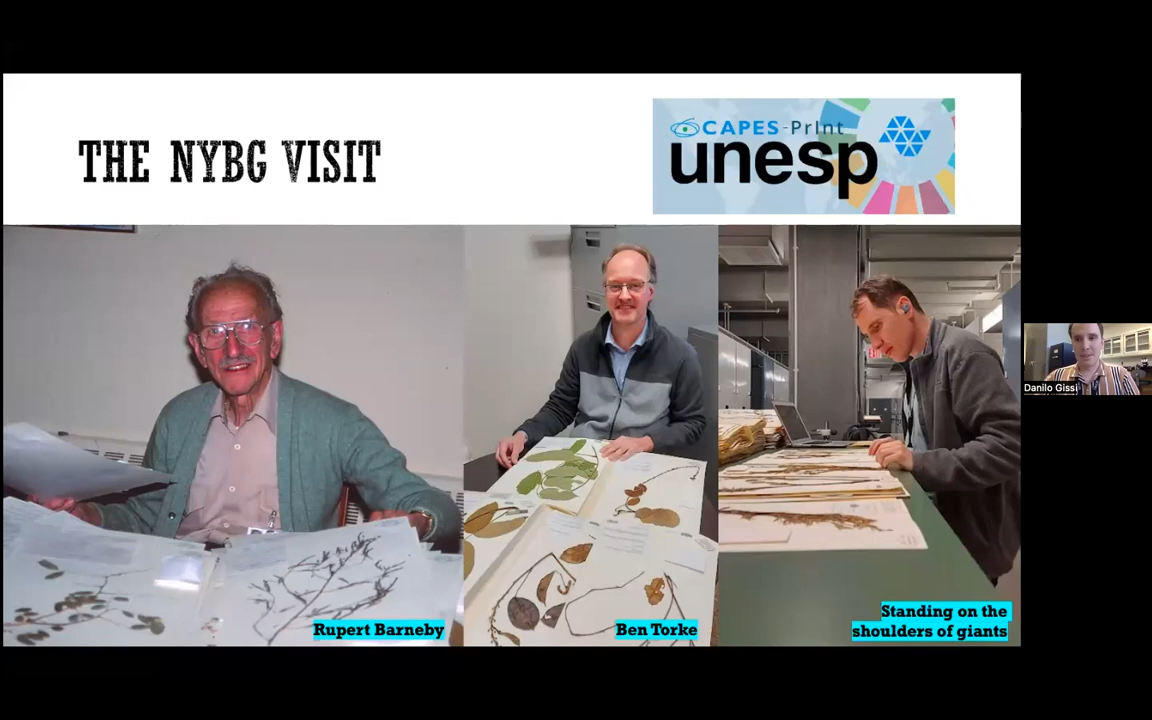 THE NYBG VISIT
CAPES-PrInt
unesp
Danilo Gissi
Rupert Barneby
Ben Torke
Standing on the
shoulders of giants